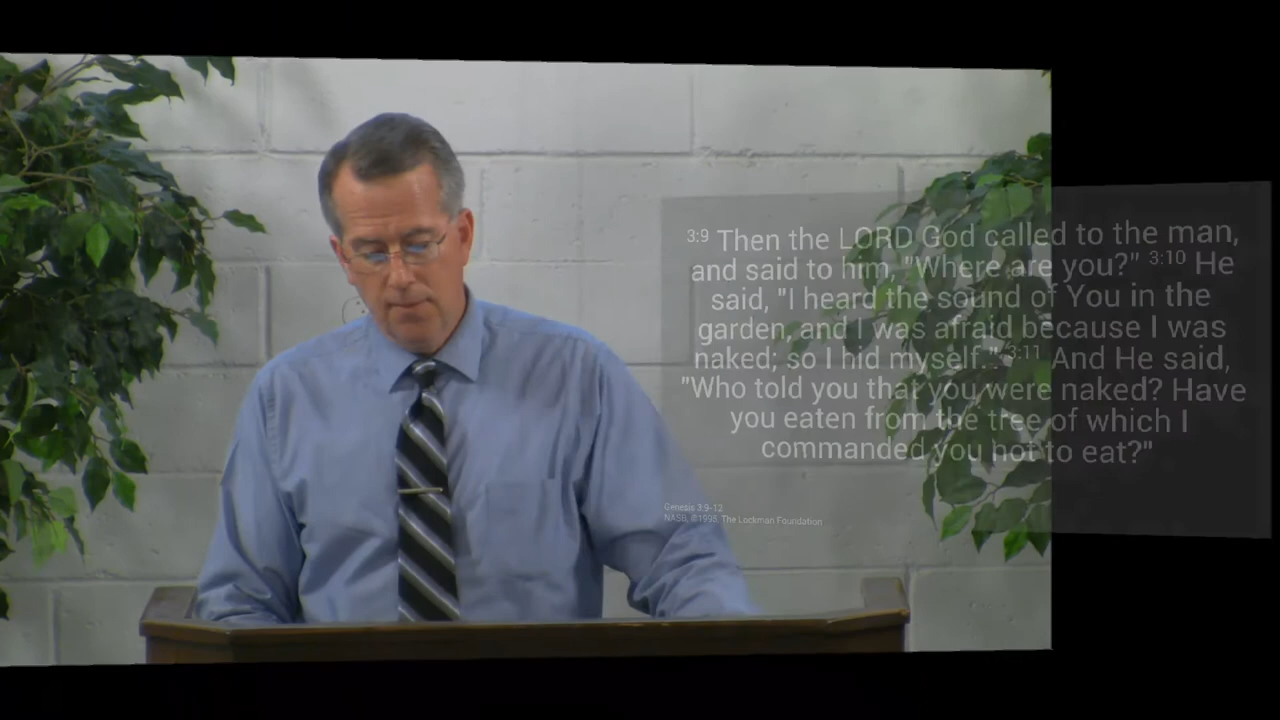 3:9 Then the LORD God called to the man,
and said to him, "Where are you?" 3:10 He
said, "I heard the sound of You in the
garden, and I was afraid because I was
naked; so I hid myself." 3:11 And He said,
"Who told you that you were naked? Have
you eaten from the tree of which I
commanded you not to eat?"
Genesis 3:9-12
NASB, ©1995, The Lockman Foundation